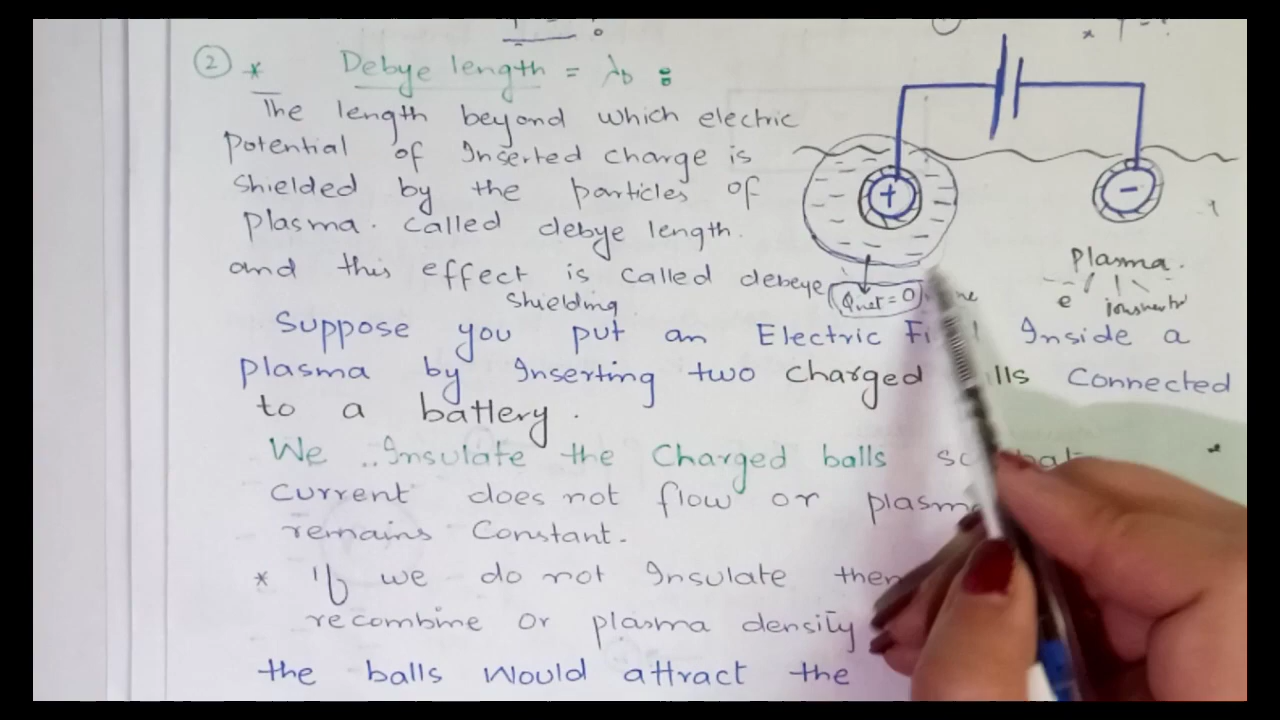 ② * Debye length = λD :
The length beyond which electric
potential of Inserted charge is
shielded by the particles of
plasma. called debye length.
and this effect is called debeye
shielding
Suppose you put an Electric Inside a
plasma by Inserting two charged connected
to a battery.
We Insulate the charged balls
current does not flow or
remains constant.
* If we do not Insulate
recombine or plasma density
the balls would attract the
+
-
Qnet = 0
plasma.
e